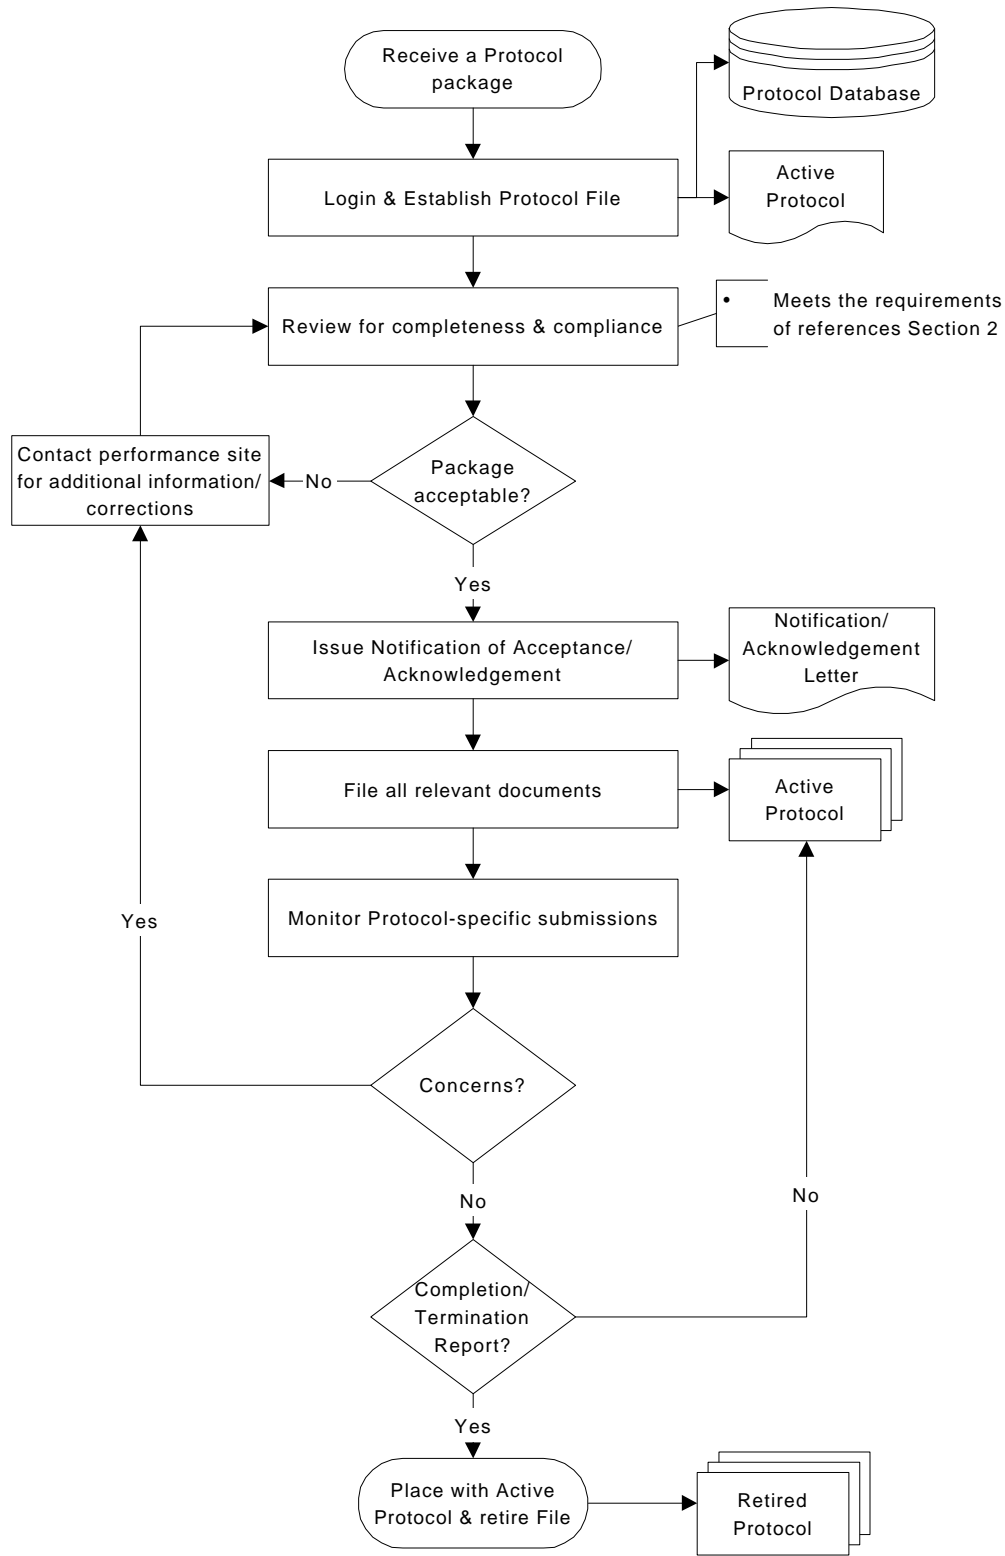 Receive a Protocol
package
Protocol Database
Login & Establish Protocol File
Active
Protocol
Review for completeness & compliance
• Meets the requirements
of references Section 2
Contact performance site
for additional information/
corrections
No
Package
acceptable?
Yes
Issue Notification of Acceptance/
Acknowledgement
Notification/
Acknowledgement
Letter
File all relevant documents
Active
Protocol
Monitor Protocol-specific submissions
Yes
Concerns?
No
No
Completion/
Termination
Report?
Yes
Place with Active
Protocol & retire File
Retired
Protocol